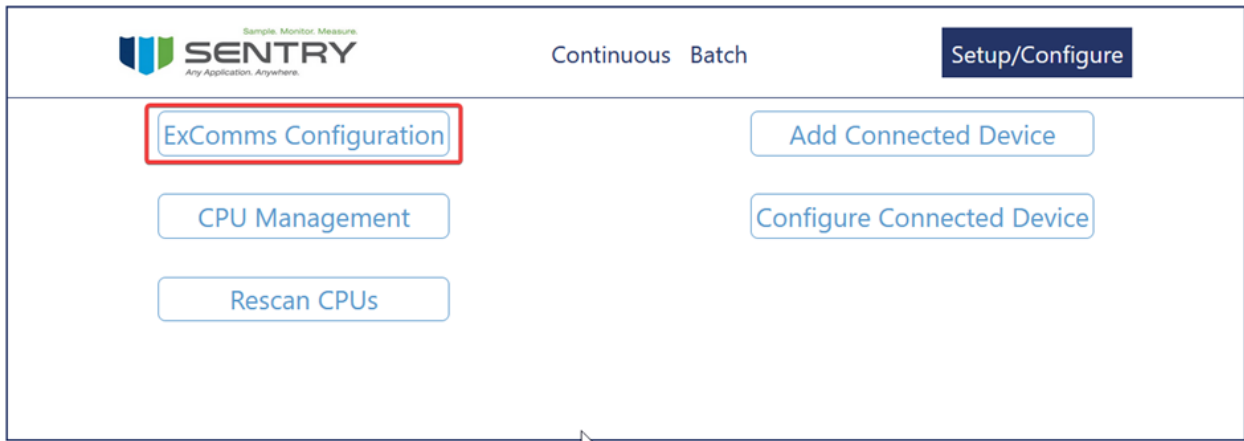 Sample. Monitor. Measure.
SENTRY
Any Application. Anywhere.
Continuous Batch
Setup/Configure
ExComms Configuration
Add Connected Device
CPU Management
Configure Connected Device
Rescan CPUs